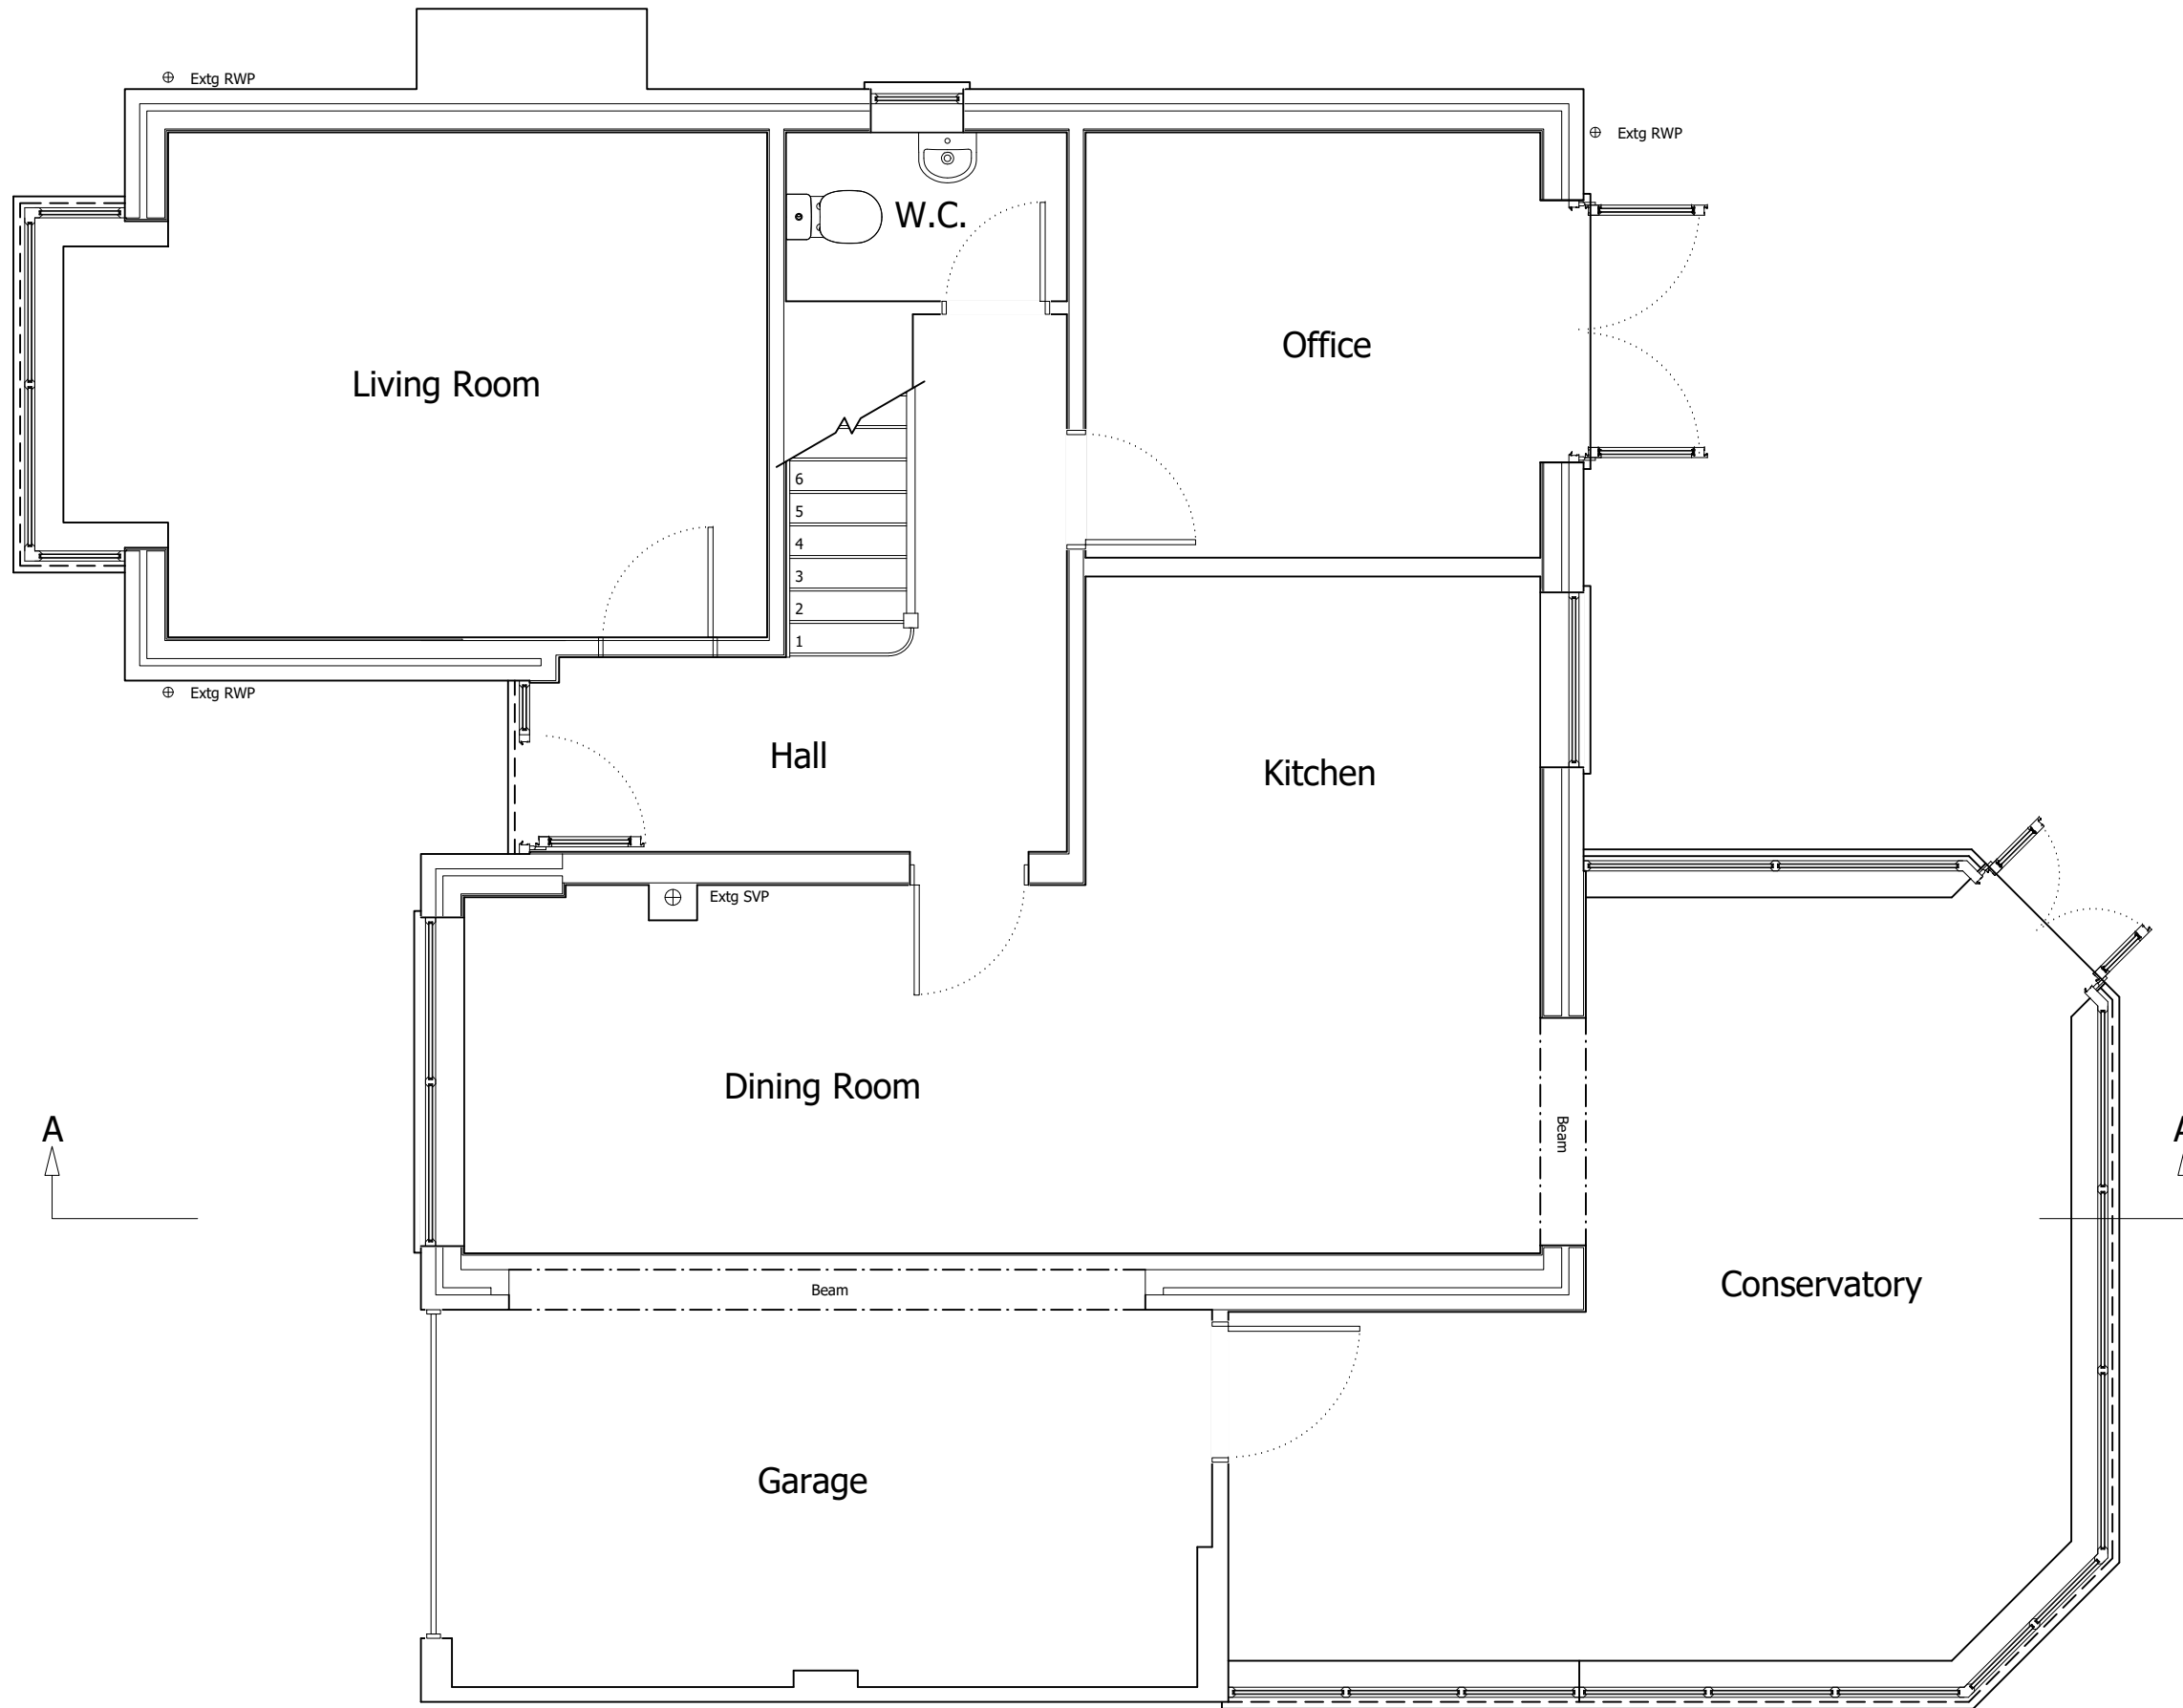 Extg RWP
Extg RWP
W.C.
Office
Living Room
6
5
4
3
2
1
Extg RWP
Hall
Kitchen
Extg SVP
Dining Room
A
Beam
A
Conservatory
Beam
Garage